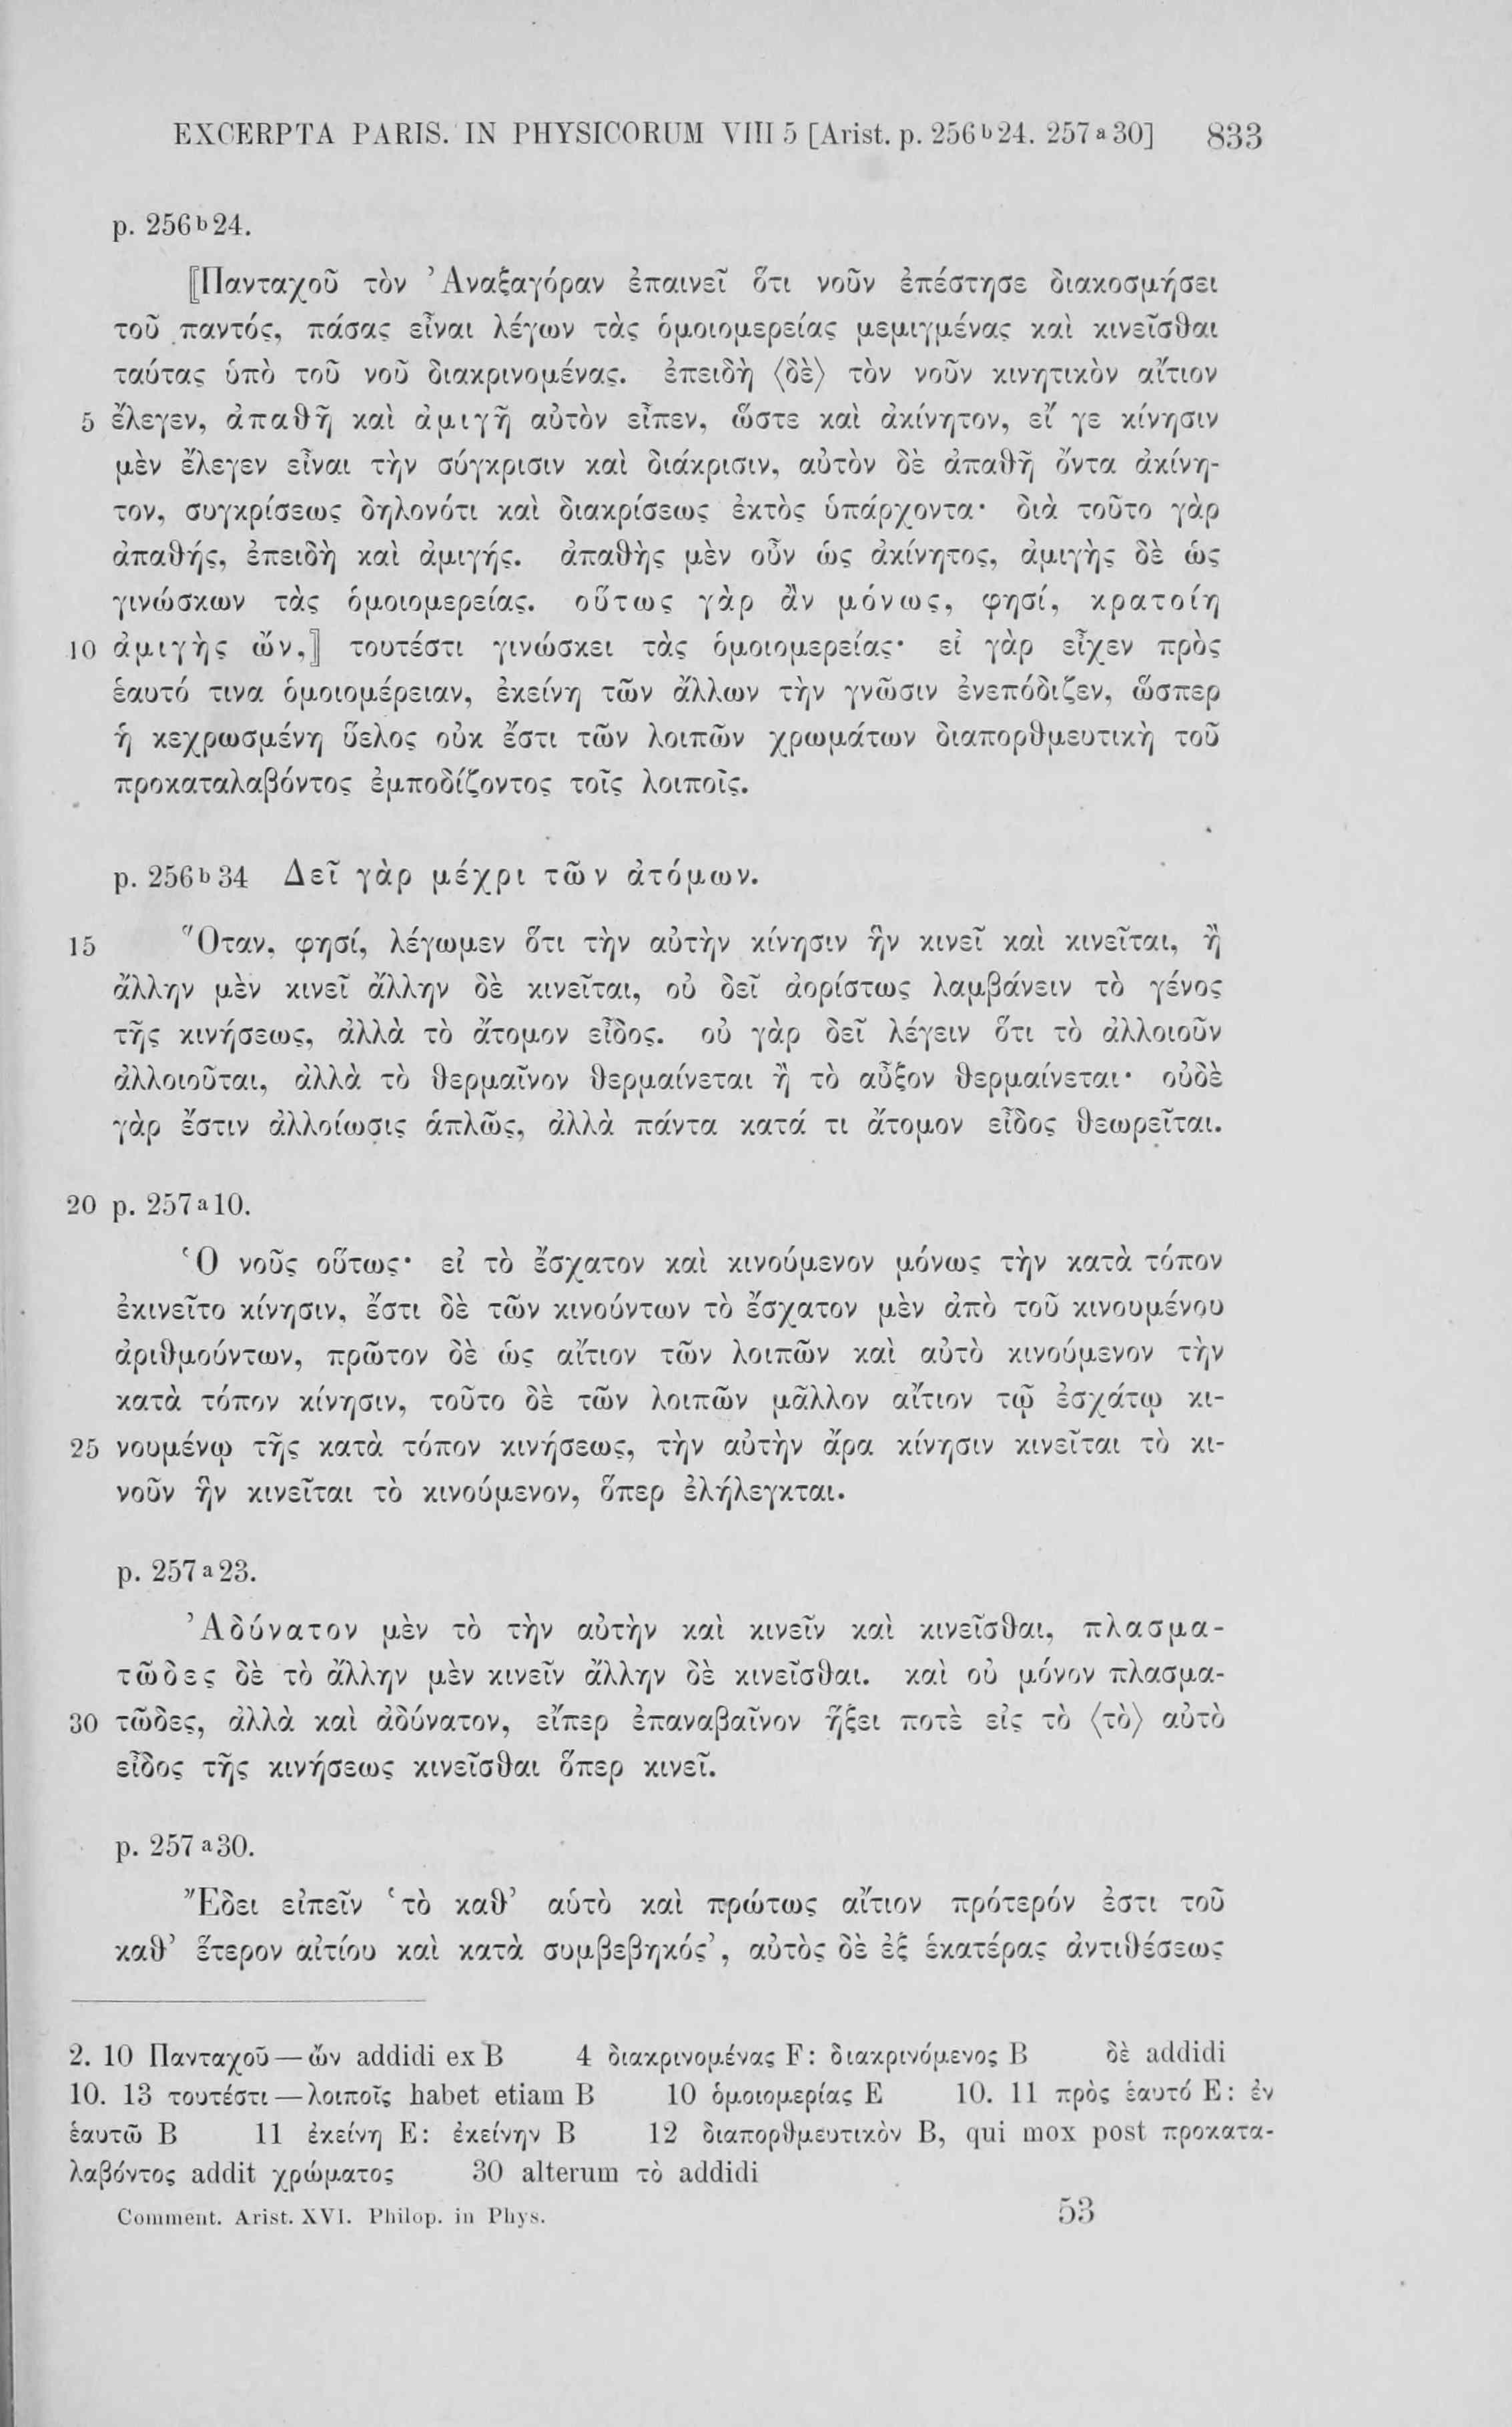 EXCERPTA PARIS. IN PHYSICORUM VIII 5 [Arist. p. 256ᵇ24. 257ᵃ30] 833
p. 256ᵇ24.
⟦Πανταχοῦ τὸν Ἀναξαγόραν ἐπαινεῖ ὅτι νοῦν ἐπέστησε διακοσμήσει
τοῦ παντός, πάσας εἶναι λέγων τὰς ὁμοιομερείας μεμιγμένας καὶ κινεῖσθαι
ταύτας ὑπὸ τοῦ νοῦ διακρινομένας. ἐπειδὴ ⟨δὲ⟩ τὸν νοῦν κινητικὸν αἴτιον
5 ἔλεγεν, ἀπαθῆ καὶ ἀμιγῆ αὐτὸν εἶπεν, ὥστε καὶ ἀκίνητον, εἴ γε κίνησιν
μὲν ἔλεγεν εἶναι τὴν σύγκρισιν καὶ διάκρισιν, αὐτὸν δὲ ἀπαθῆ ὄντα ἀκίνη-
τον, συγκρίσεως δηλονότι καὶ διακρίσεως ἐκτὸς ὑπάρχοντα· διὰ τοῦτο γὰρ
ἀπαθής, ἐπειδὴ καὶ ἀμιγής. ἀπαθὴς μὲν οὖν ὡς ἀκίνητος, ἀμιγὴς δὲ ὡς
γινώσκων τὰς ὁμοιομερείας. οὕτως γὰρ ἂν μόνως, φησί, κρατοίη
10 ἀμιγὴς ὤν,⟧ τουτέστι γινώσκει τὰς ὁμοιομερείας· εἰ γὰρ εἶχεν πρὸς
ἑαυτό τινα ὁμοιομέρειαν, ἐκείνη τῶν ἄλλων τὴν γνῶσιν ἐνεπόδιζεν, ὥσπερ
ἡ κεχρωσμένη ὕελος οὐκ ἔστι τῶν λοιπῶν χρωμάτων διαπορθμευτικὴ τοῦ
προκαταλαβόντος ἐμποδίζοντος τοῖς λοιποῖς.
p. 256ᵇ34 Δεῖ γὰρ μέχρι τῶν ἀτόμων.
15 Ὅταν, φησί, λέγωμεν ὅτι τὴν αὐτὴν κίνησιν ἣν κινεῖ καὶ κινεῖται, ἢ
ἄλλην μὲν κινεῖ ἄλλην δὲ κινεῖται, οὐ δεῖ ἀορίστως λαμβάνειν τὸ γένος
τῆς κινήσεως, ἀλλὰ τὸ ἄτομον εἶδος. οὐ γὰρ δεῖ λέγειν ὅτι τὸ ἀλλοιοῦν
ἀλλοιοῦται, ἀλλὰ τὸ θερμαῖνον θερμαίνεται ἢ τὸ αὖξον θερμαίνεται· οὐδὲ
γὰρ ἔστιν ἀλλοίωσις ἁπλῶς, ἀλλὰ πάντα κατά τι ἄτομον εἶδος θεωρεῖται.
20 p. 257ᵃ10.
Ὁ νοῦς οὕτως· εἰ τὸ ἔσχατον καὶ κινούμενον μόνως τὴν κατὰ τόπον
ἐκινεῖτο κίνησιν, ἔστι δὲ τῶν κινούντων τὸ ἔσχατον μὲν ἀπὸ τοῦ κινουμένου
ἀριθμούντων, πρῶτον δὲ ὡς αἴτιον τῶν λοιπῶν καὶ αὐτὸ κινούμενον τὴν
κατὰ τόπον κίνησιν, τοῦτο δὲ τῶν λοιπῶν μᾶλλον αἴτιον τῷ ἐσχάτῳ κι-
25 νουμένῳ τῆς κατὰ τόπον κινήσεως, τὴν αὐτὴν ἄρα κίνησιν κινεῖται τὸ κι-
νοῦν ἣν κινεῖται τὸ κινούμενον, ὅπερ ἐλήλεγκται.
p. 257ᵃ23.
Ἀδύνατον μὲν τὸ τὴν αὐτὴν καὶ κινεῖν καὶ κινεῖσθαι, πλασμα-
τῶδες δὲ τὸ ἄλλην μὲν κινεῖν ἄλλην δὲ κινεῖσθαι. καὶ οὐ μόνον πλασμα-
30 τῶδες, ἀλλὰ καὶ ἀδύνατον, εἴπερ ἐπαναβαῖνον ἥξει ποτὲ εἰς τὸ ⟨τὸ⟩ αὐτὸ
εἶδος τῆς κινήσεως κινεῖσθαι ὅπερ κινεῖ.
p. 257ᵃ30.
Ἔδει εἰπεῖν ‘τὸ καθ’ αὑτὸ καὶ πρώτως αἴτιον πρότερόν ἐστι τοῦ
καθ’ ἕτερον αἰτίου καὶ κατὰ συμβεβηκός’, αὐτὸς δὲ ἐξ ἑκατέρας ἀντιθέσεως
2. 10 Πανταχοῦ — ὤν addidi ex B 4 διακρινομένας F: διακρινόμενος B δὲ addidi
10. 13 τουτέστι — λοιποῖς habet etiam B 10 ὁμοιομερίας E 10. 11 πρὸς ἑαυτό E: ἐν
ἑαυτῶ B 11 ἐκείνη E: ἐκείνην B 12 διαπορθμευτικὸν B, qui mox post προκατα-
λαβόντος addit χρώματος 30 alterum τὸ addidi
Comment. Arist. XVI. Philop. in Phys. 53